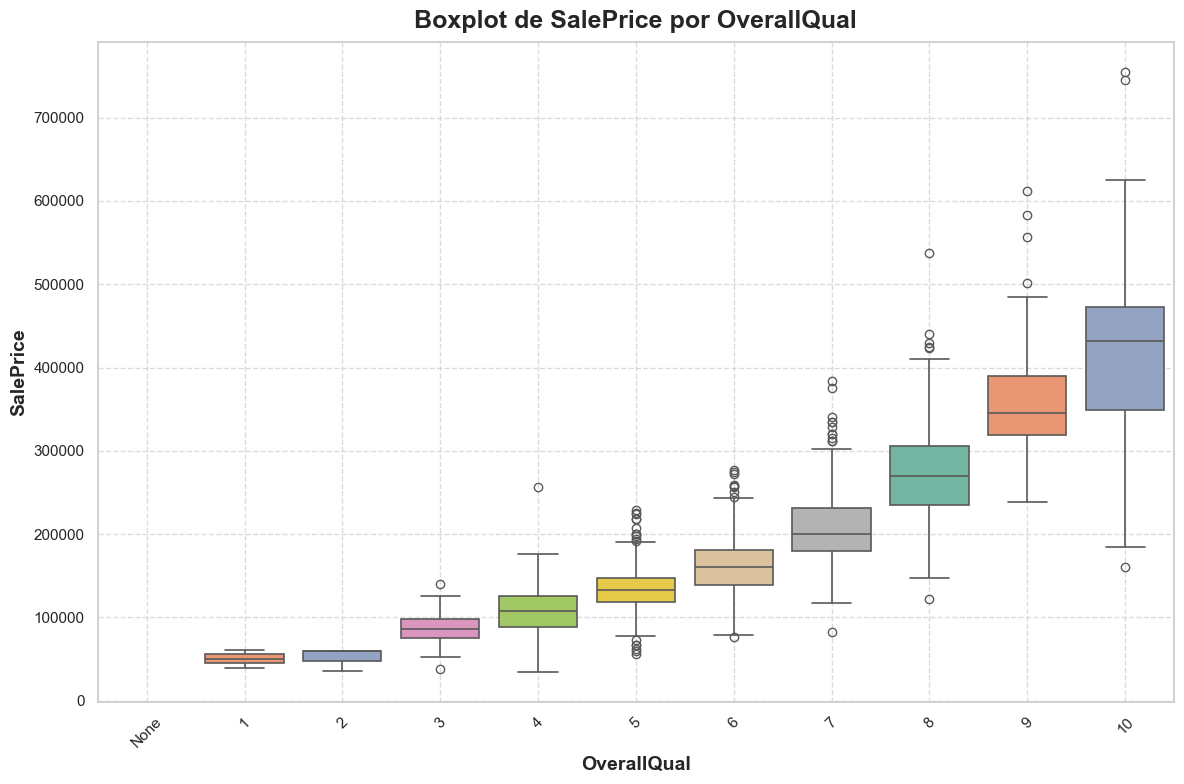 Boxplot de SalePrice por OverallQual
SalePrice
700000
600000
500000
400000
300000
200000
100000
0
None 1 2 3 4 5 6 7 8 9 10
OverallQual